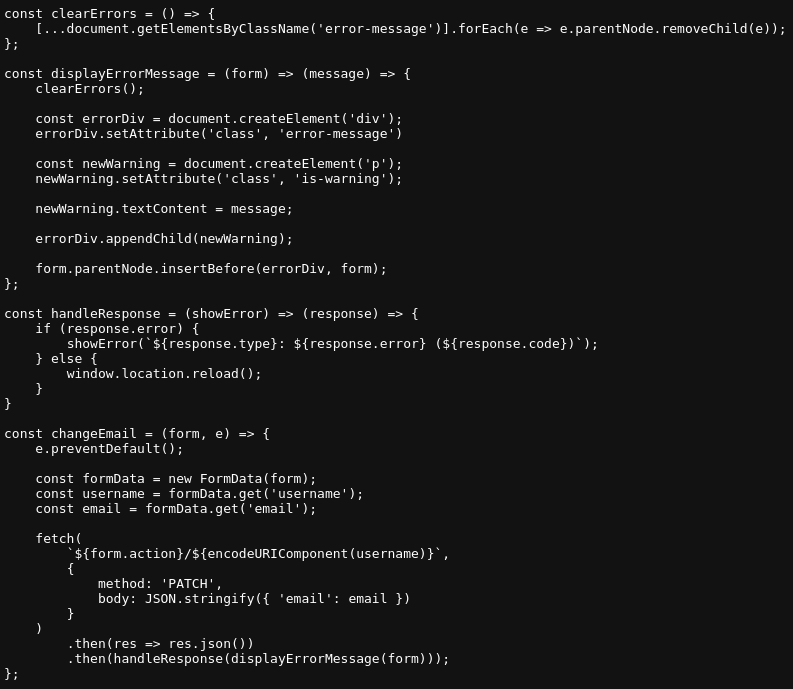 const clearErrors = () => {
    [...document.getElementsByClassName('error-message')].forEach(e => e.parentNode.removeChild(e));
};

const displayErrorMessage = (form) => (message) => {
    clearErrors();

    const errorDiv = document.createElement('div');
    errorDiv.setAttribute('class', 'error-message')

    const newWarning = document.createElement('p');
    newWarning.setAttribute('class', 'is-warning');

    newWarning.textContent = message;

    errorDiv.appendChild(newWarning);

    form.parentNode.insertBefore(errorDiv, form);
};

const handleResponse = (showError) => (response) => {
    if (response.error) {
        showError(`${response.type}: ${response.error} (${response.code})`);
    } else {
        window.location.reload();
    }
}

const changeEmail = (form, e) => {
    e.preventDefault();

    const formData = new FormData(form);
    const username = formData.get('username');
    const email = formData.get('email');

    fetch(
        `${form.action}/${encodeURIComponent(username)}`,
        {
            method: 'PATCH',
            body: JSON.stringify({ 'email': email })
        }
    )
        .then(res => res.json())
        .then(handleResponse(displayErrorMessage(form)));
};